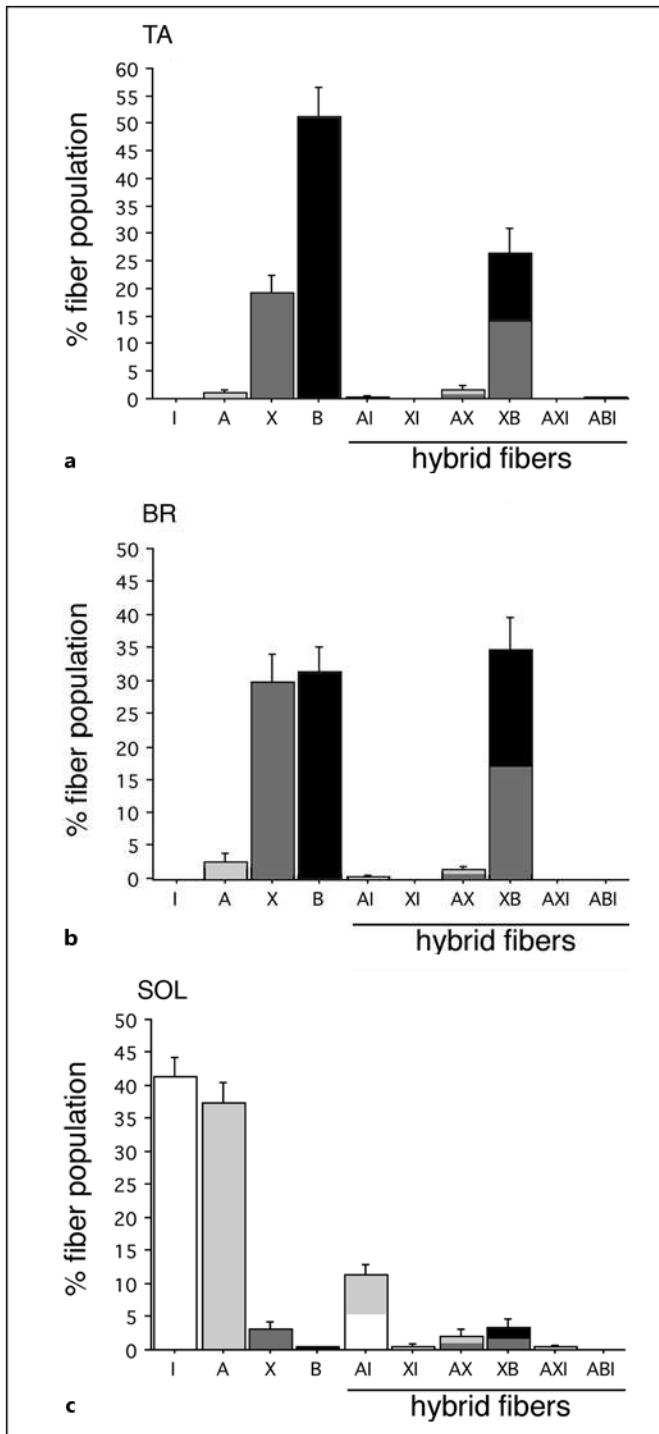 TA
% fiber population
60
55
50
45
40
35
30
25
20
15
10
5
0
I A X B AI XI AX XB AXI ABI
hybrid fibers
a
BR
% fiber population
50
45
40
35
30
25
20
15
10
5
0
I A X B AI XI AX XB AXI ABI
hybrid fibers
b
SOL
% fiber population
50
45
40
35
30
25
20
15
10
5
0
I A X B AI XI AX XB AXI ABI
hybrid fibers
c